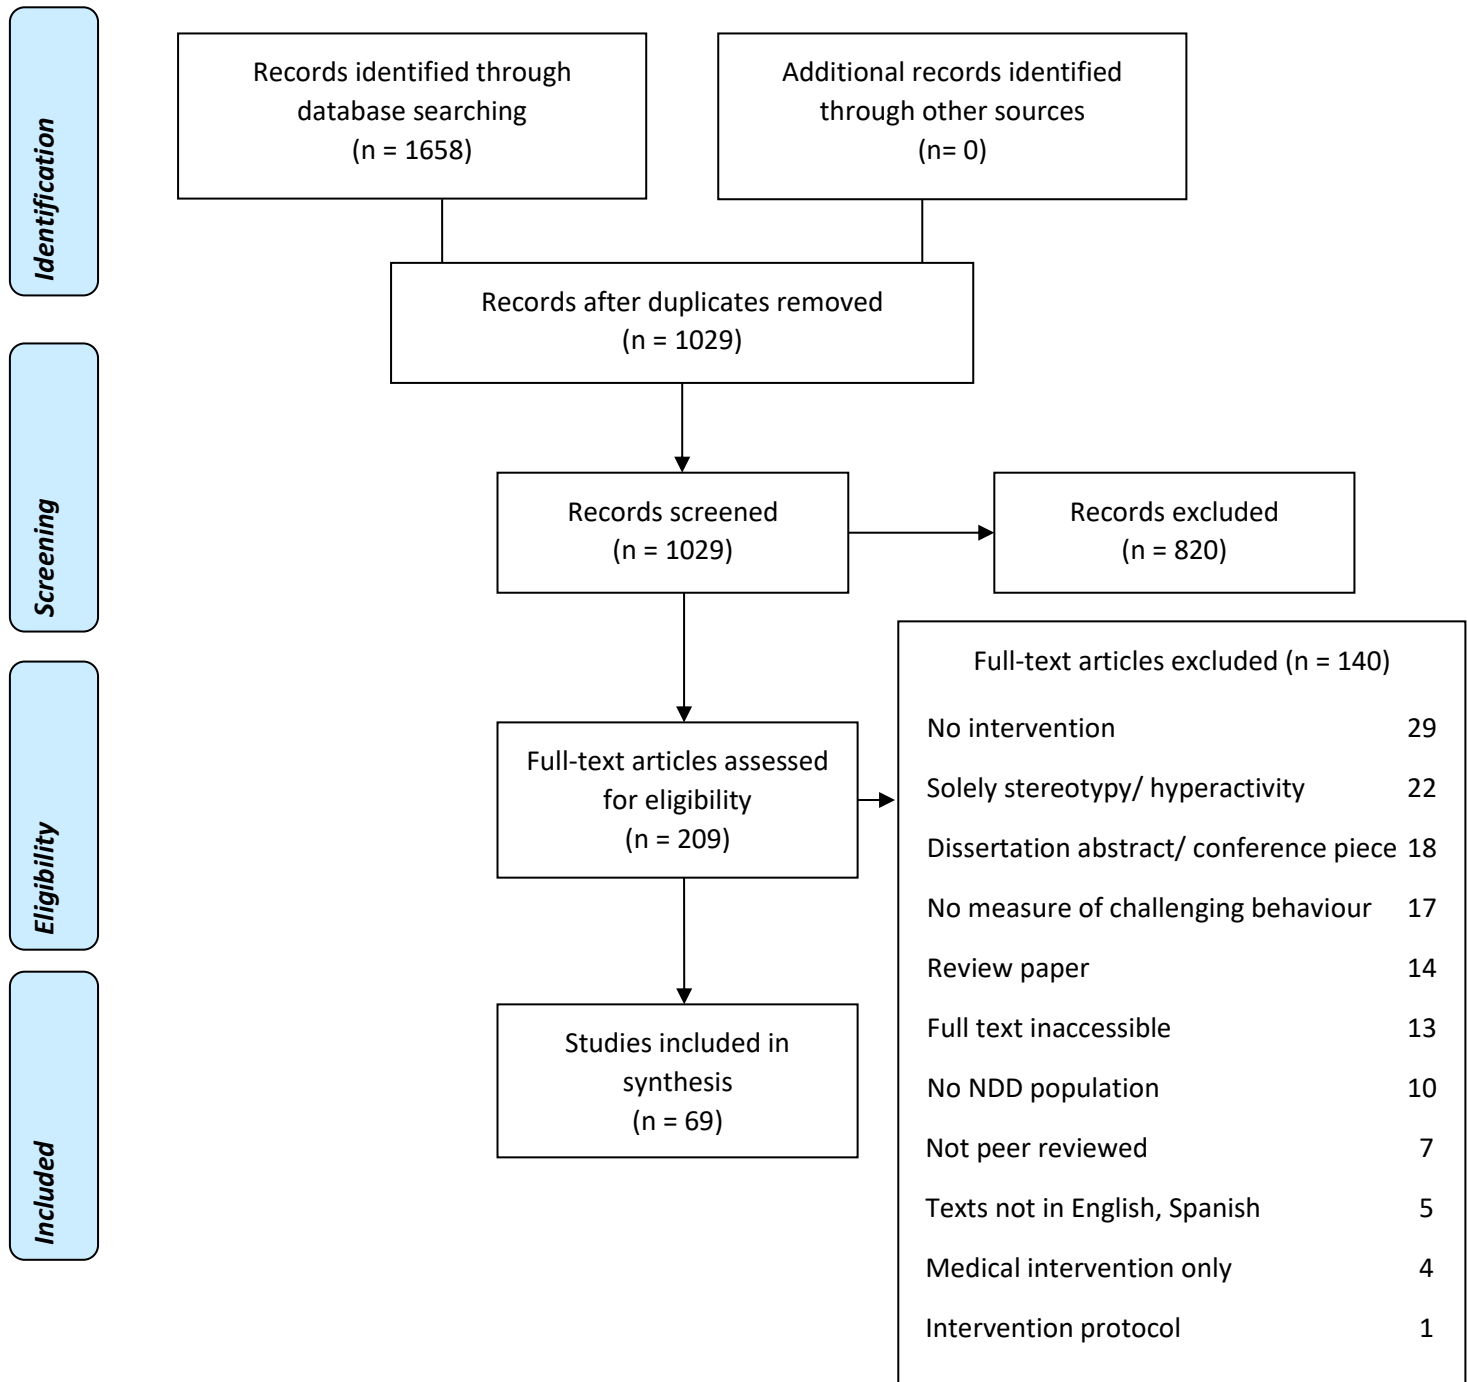 Identification
Records identified through
database searching
(n = 1658)
Additional records identified
through other sources
(n= 0)
Records after duplicates removed
(n = 1029)
Screening
Records screened
(n = 1029)
Records excluded
(n = 820)
Eligibility
Full-text articles assessed
for eligibility
(n = 209)
Full-text articles excluded (n = 140)
No intervention 29
Solely stereotypy/ hyperactivity 22
Dissertation abstract/ conference piece 18
No measure of challenging behaviour 17
Review paper 14
Full text inaccessible 13
No NDD population 10
Not peer reviewed 7
Texts not in English, Spanish 5
Medical intervention only 4
Intervention protocol 1
Included
Studies included in
synthesis
(n = 69)